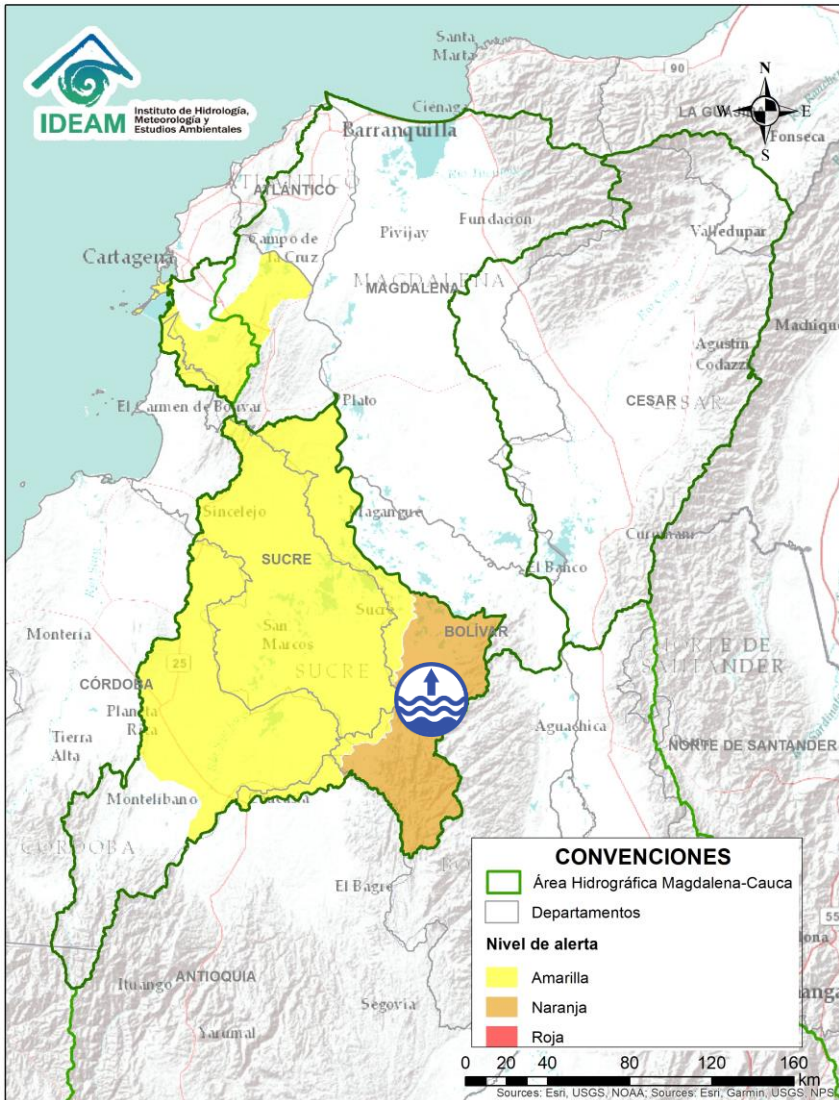 Santa
Marta
90
N
W E
S
IDEAM
Instituto de Hidrología,
Meteorología y
Estudios Ambientales
Ciénaga
Barranquilla
Fonseca
ATLÁNTICO
Pivijay
Fundación
Valledupar
Campo de
la Cruz
Cartagena
MAGDALENA
MAGDALENA
Agustín
Codazzi
El Carmen de Bolívar
Plato
CESAR
CESAR
Sincelejo
Magangué
SUCRE
El Banco
Sucre
BOLÍVAR
Montería
San
Marcos
SUCRE
NORTE DE
SANTANDER
25
CÓRDOBA
Planeta
Rica
Tierra
Alta
Aguachica
NORTE DE SANTANDER
Montelíbano
CÓRDOBA
El Bagre
CONVENCIONES
Área Hidrográfica Magdalena-Cauca
Departamentos
55
Nivel de alerta
Amarilla
Naranja
Roja
Ituango
ANTIOQUIA
Segovia
Yarumal
0 20 40 80 120 160
km
Sources: Esri, USGS, NOAA; Sources: Esri, Garmin, USGS, NPS